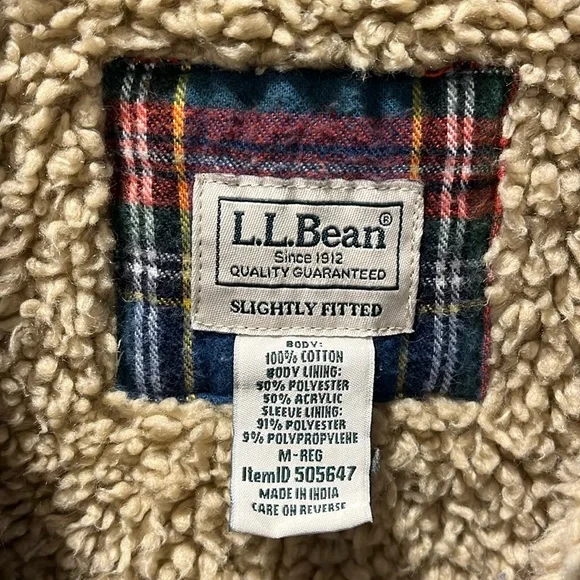 L.L.Bean®
Since 1912
QUALITY GUARANTEED
SLIGHTLY FITTED
BODY:
100% COTTON
BODY LINING:
50% POLYESTER
50% ACRYLIC
SLEEVE LINING:
91% POLYESTER
9% POLYPROPYLENE
M-REG
ItemID 505647
MADE IN INDIA
CARE ON REVERSE